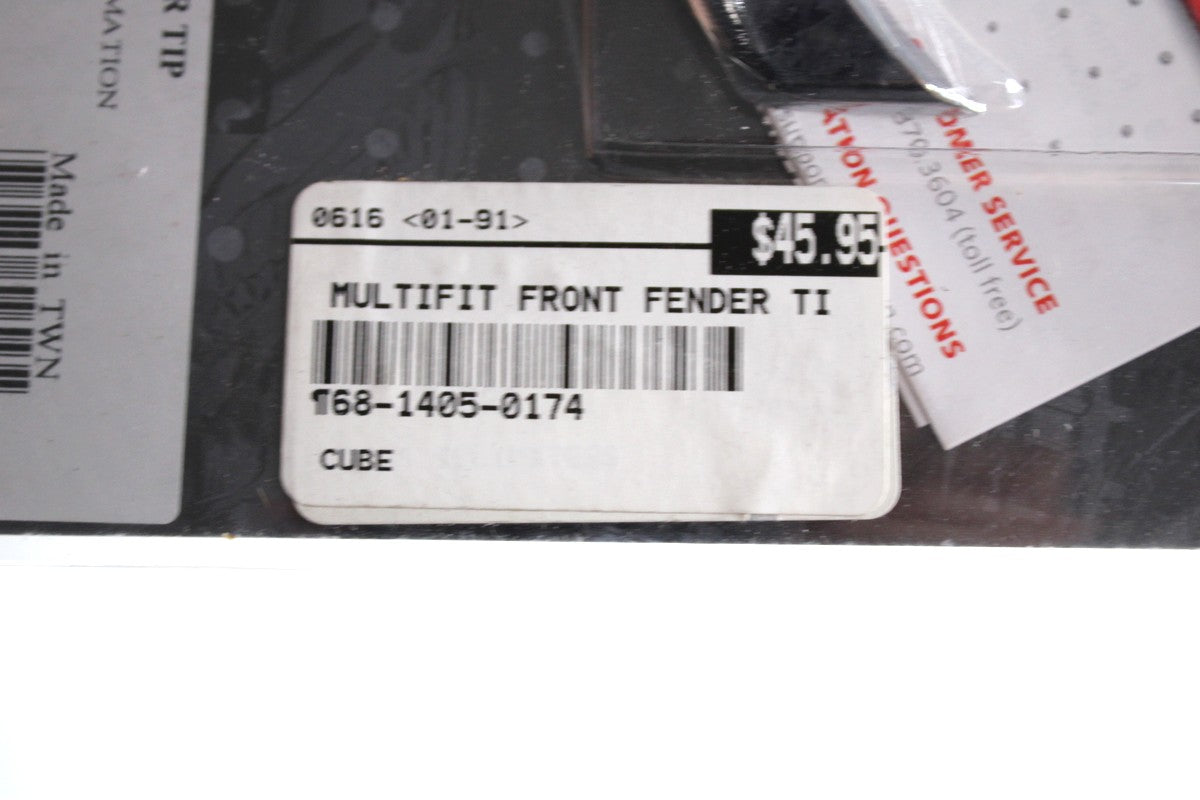 R TIP
MATION
Made in TWN
0616 <01-91>
$45.95
MULTIFIT FRONT FENDER TI
¶68-1405-0174
CUBE
OMER SERVICE
879.3604 (toll free)
ATION QUESTIONS
.com